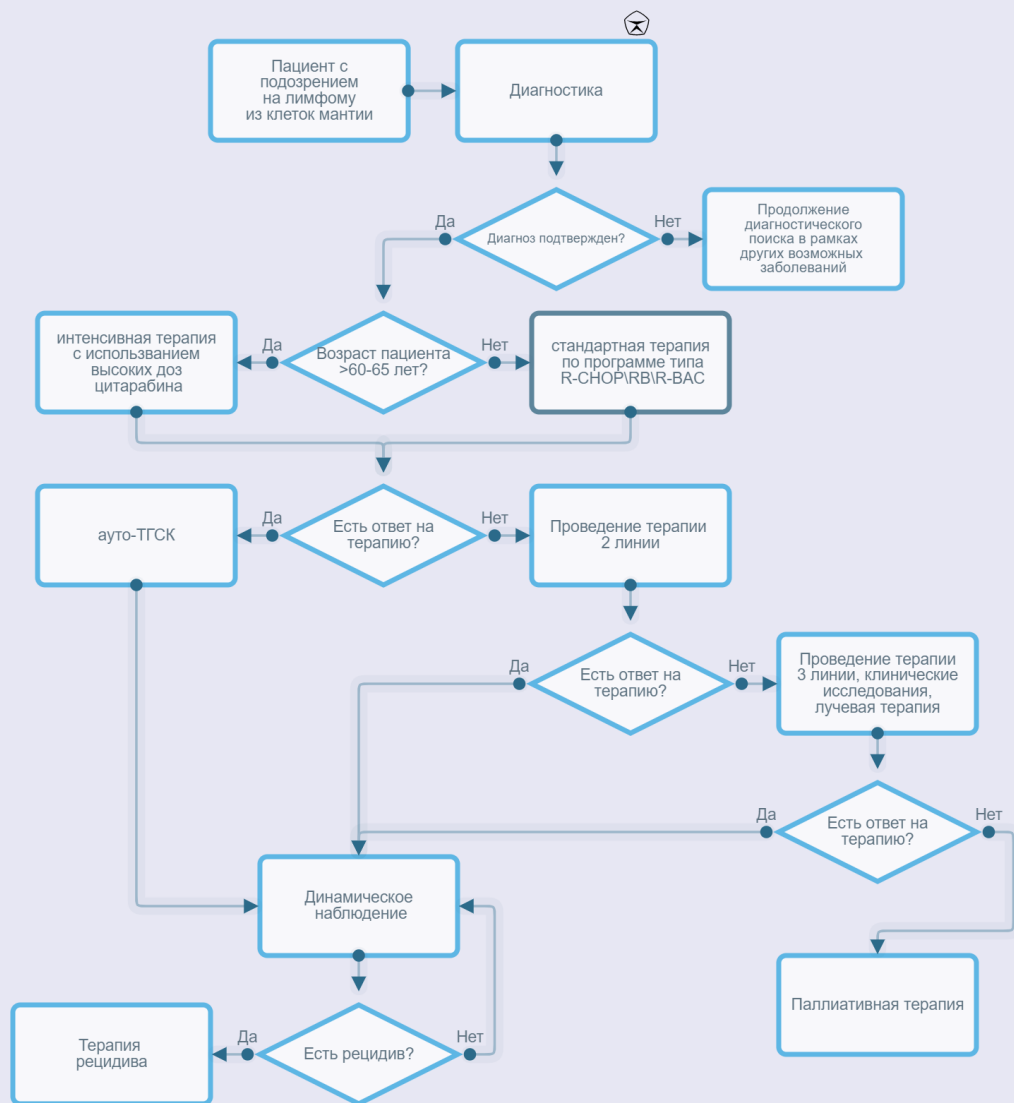 Пациент с
подозрением
на лимфому
из клеток мантии
Диагностика
Да
Диагноз подтвержден?
Нет
Продолжение
диагностического
поиска в рамках
других возможных
заболеваний
интенсивная терапия
с использванием
высоких доз
цитарабина
Да
Возраст пациента
>60-65 лет?
Нет
стандартная терапия
по программе типа
R-CHOP\RB\R-BAC
ауто-ТГСК
Да
Есть ответ на
терапию?
Нет
Проведение терапии
2 линии
Да
Есть ответ на
терапию?
Нет
Проведение терапии
3 линии, клинические
исследования,
лучевая терапия
Да
Есть ответ на
терапию?
Нет
Динамическое
наблюдение
Паллиативная терапия
Терапия
рецидива
Да
Есть рецидив?
Нет